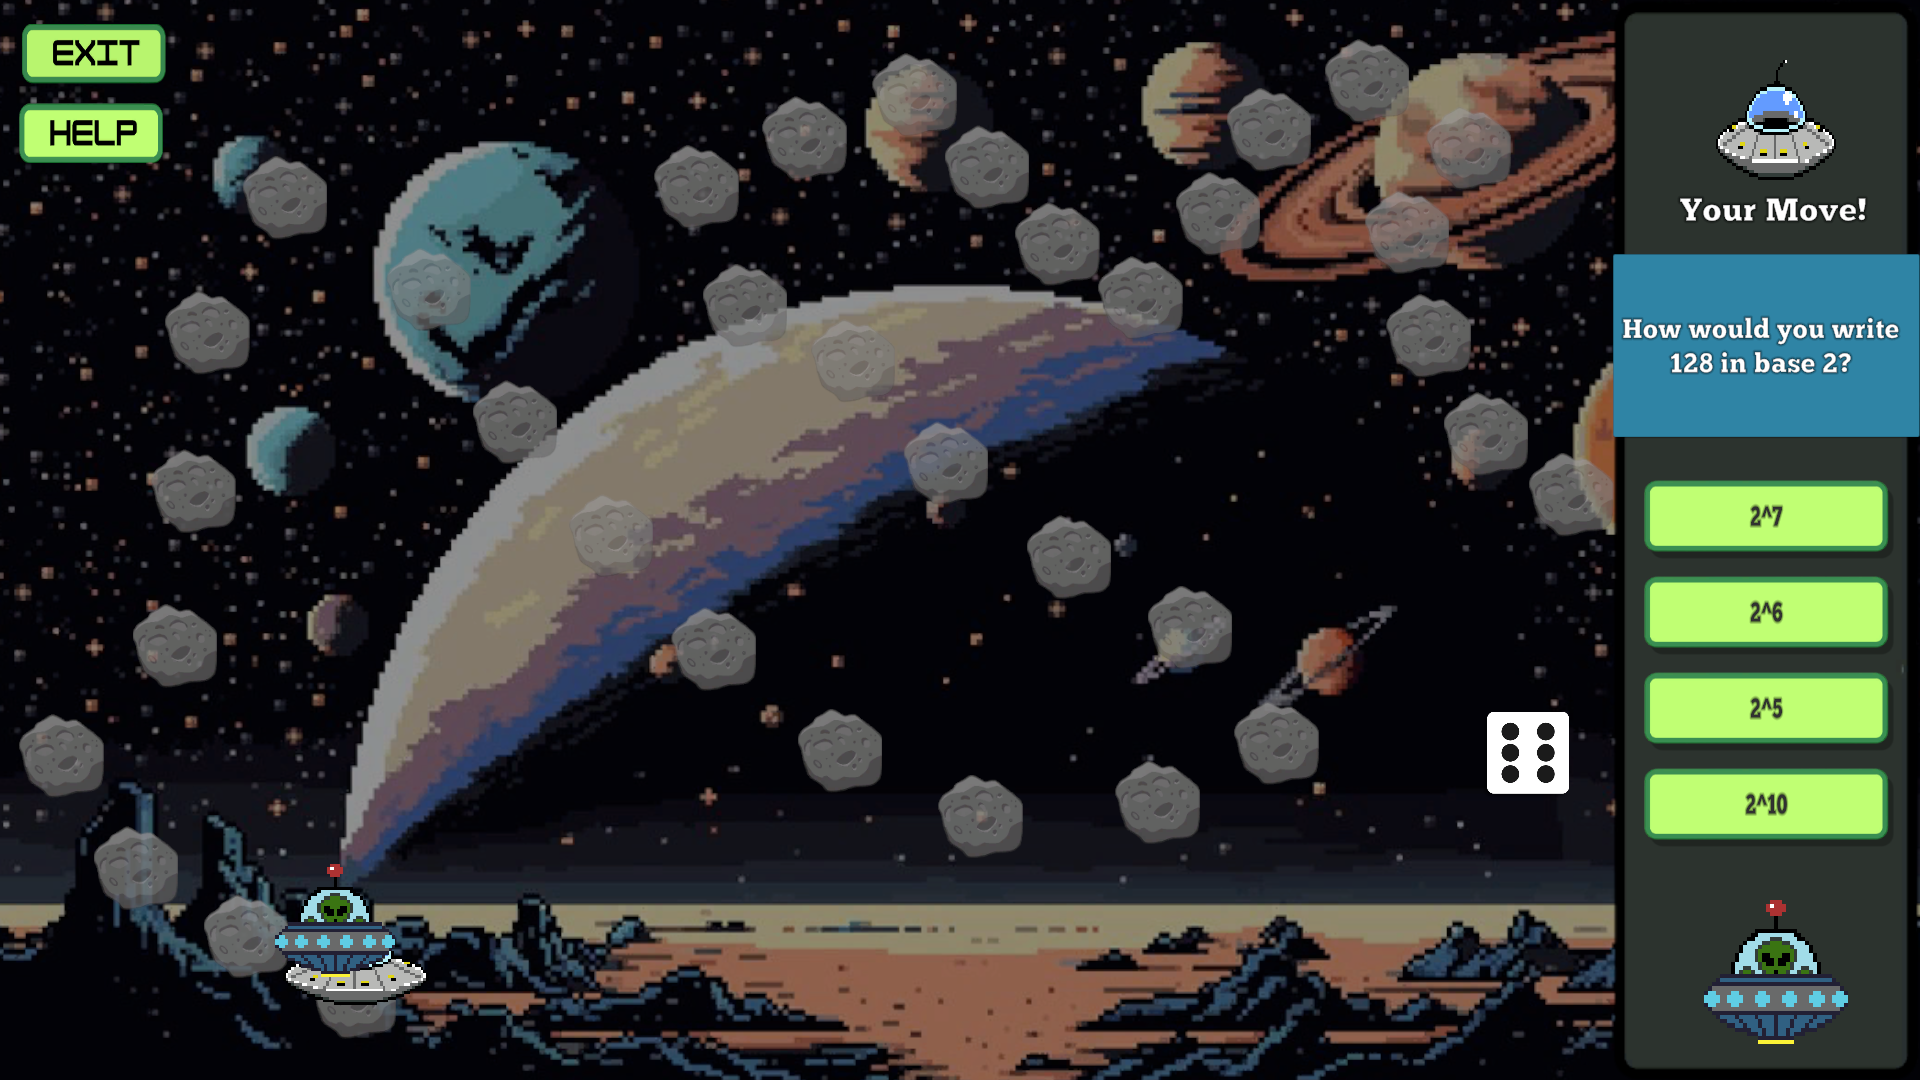 EXIT
HELP
Your Move!
How would you write
128 in base 2?
2^7
2^6
2^5
2^10